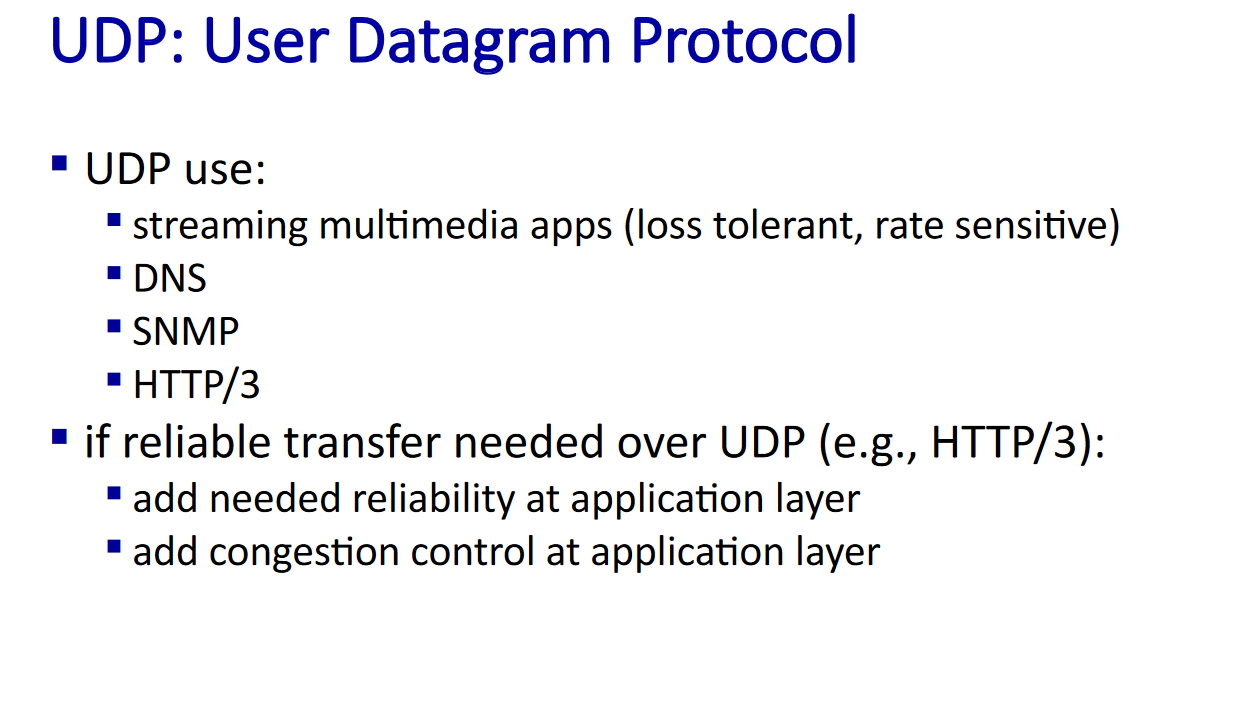 UDP: User Datagram Protocol
▪ UDP use:
▪ streaming multimedia apps (loss tolerant, rate sensitive)
▪ DNS
▪ SNMP
▪ HTTP/3
▪ if reliable transfer needed over UDP (e.g., HTTP/3):
▪ add needed reliability at application layer
▪ add congestion control at application layer